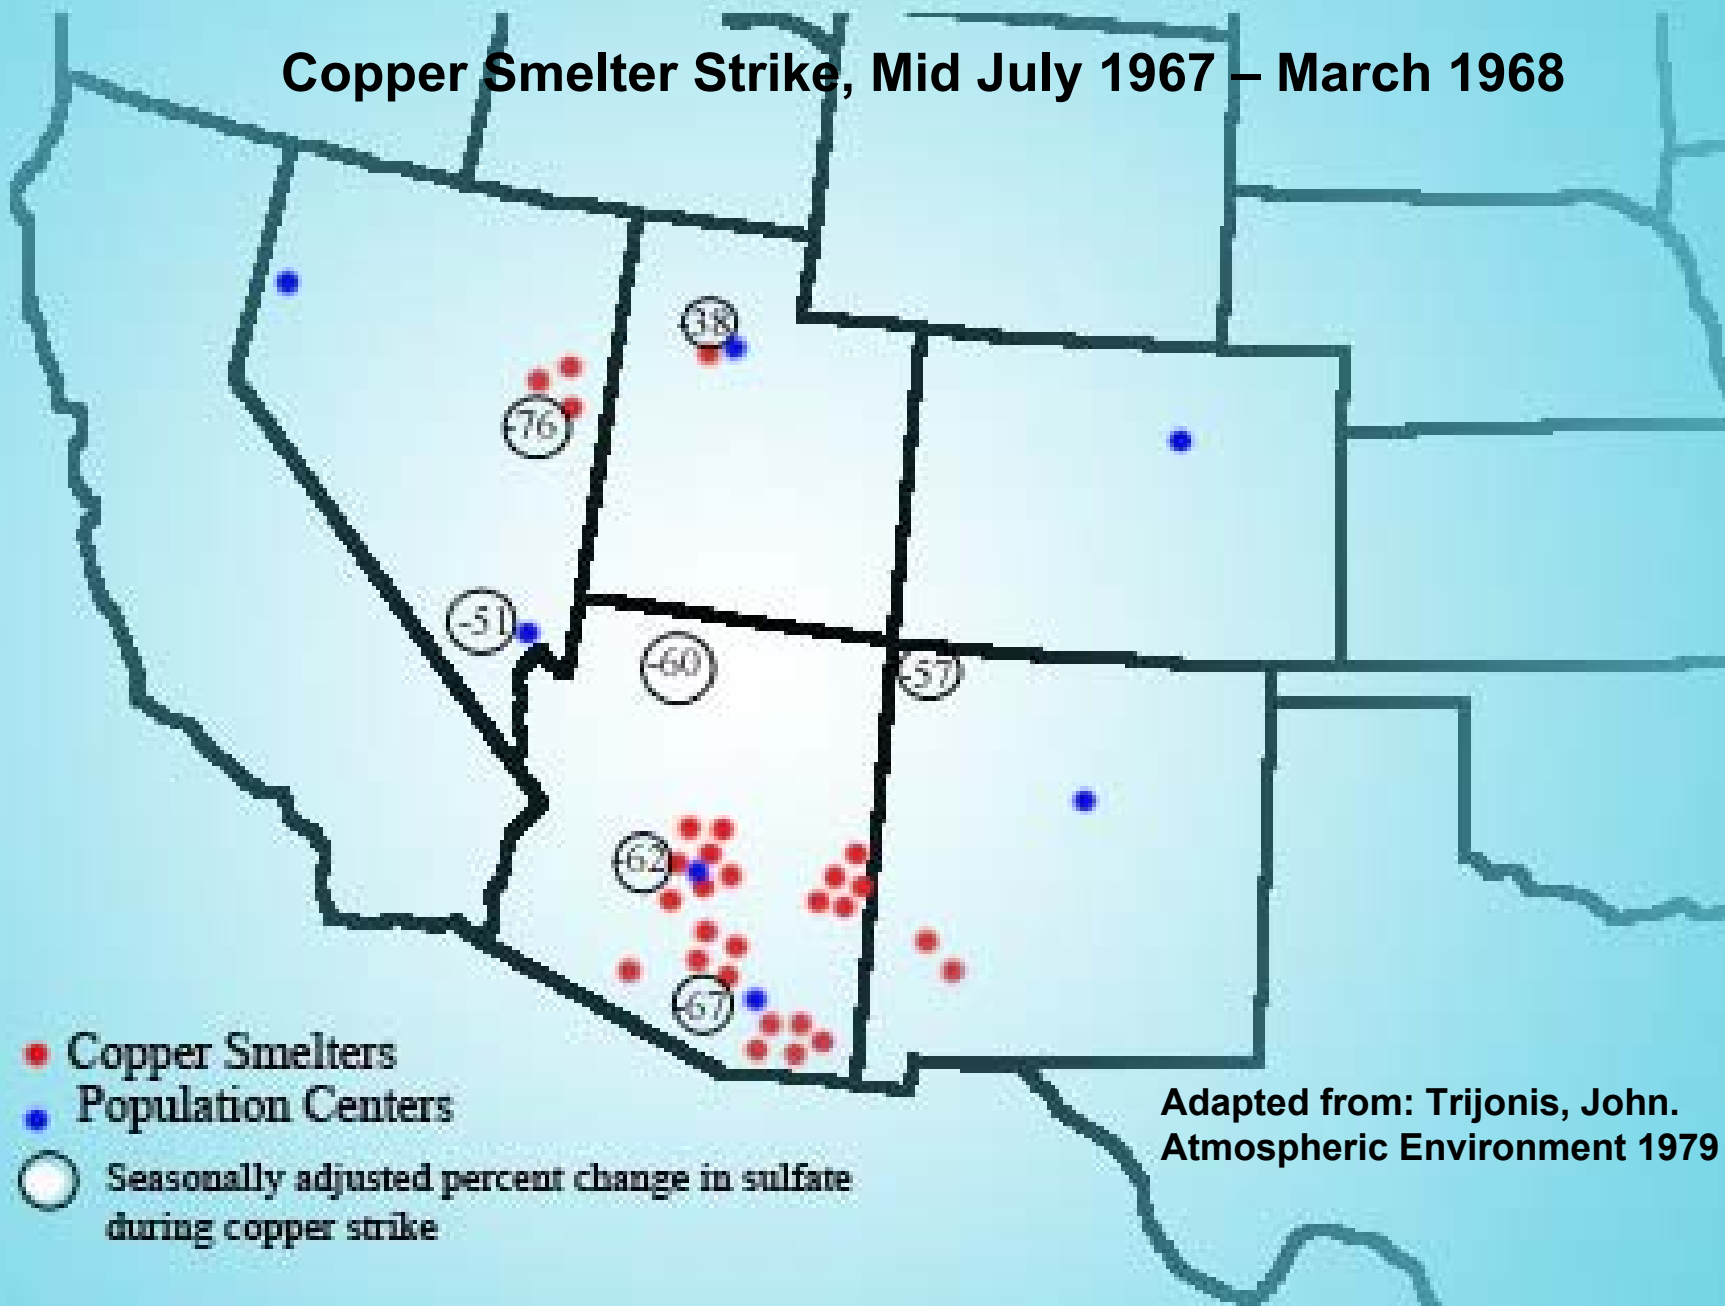 Copper Smelter Strike, Mid July 1967 – March 1968
38
-76
-51
-60
-57
-62
-67
Copper Smelters
Population Centers
Seasonally adjusted percent change in sulfate
during copper strike
Adapted from: Trijonis, John.
Atmospheric Environment 1979